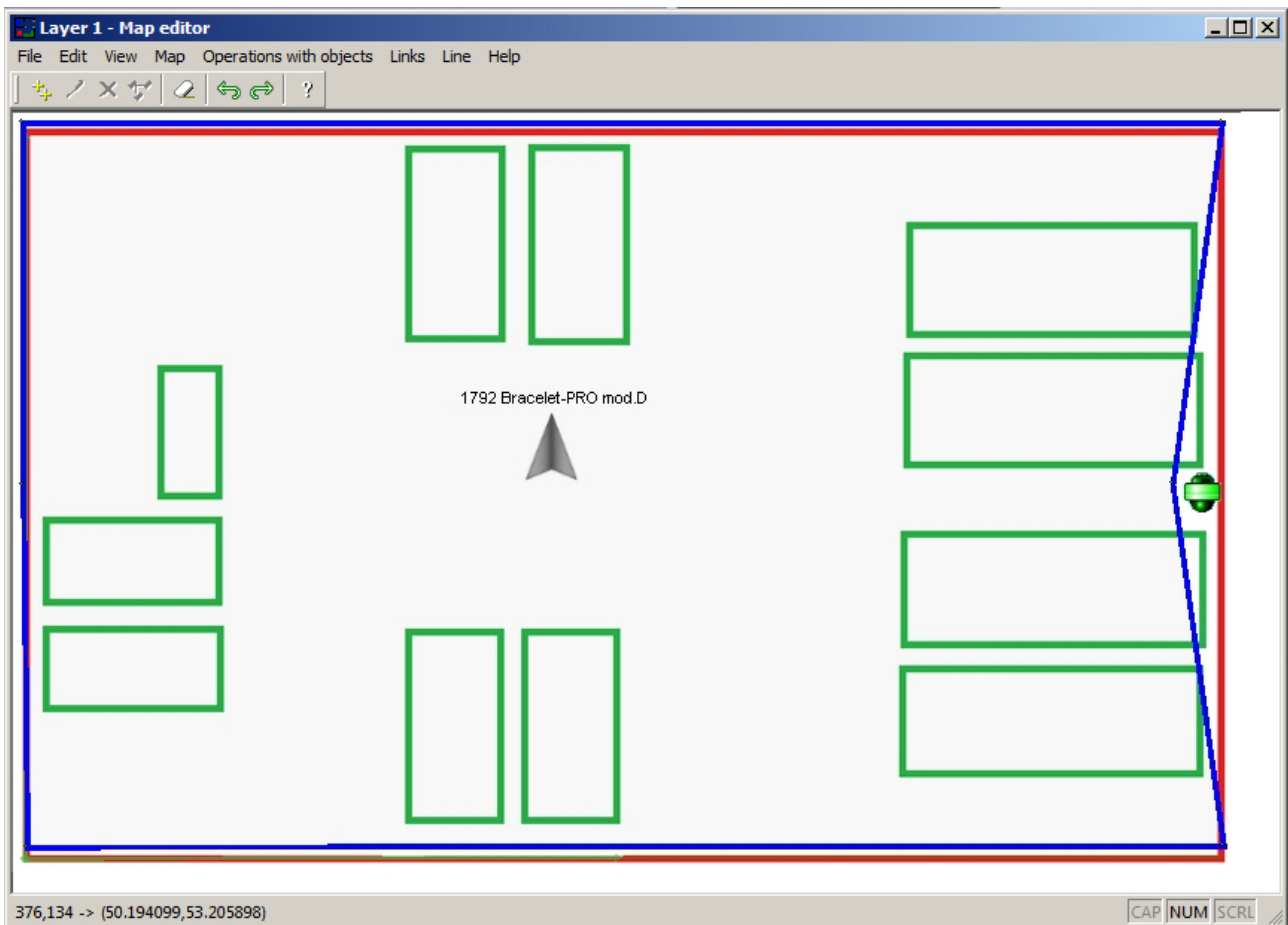 Layer 1 - Map editor
File Edit View Map Operations with objects Links Line Help
?
1792 Bracelet-PRO mod.D
376,134 -> (50.194099,53.205898)
CAP NUM SCRL